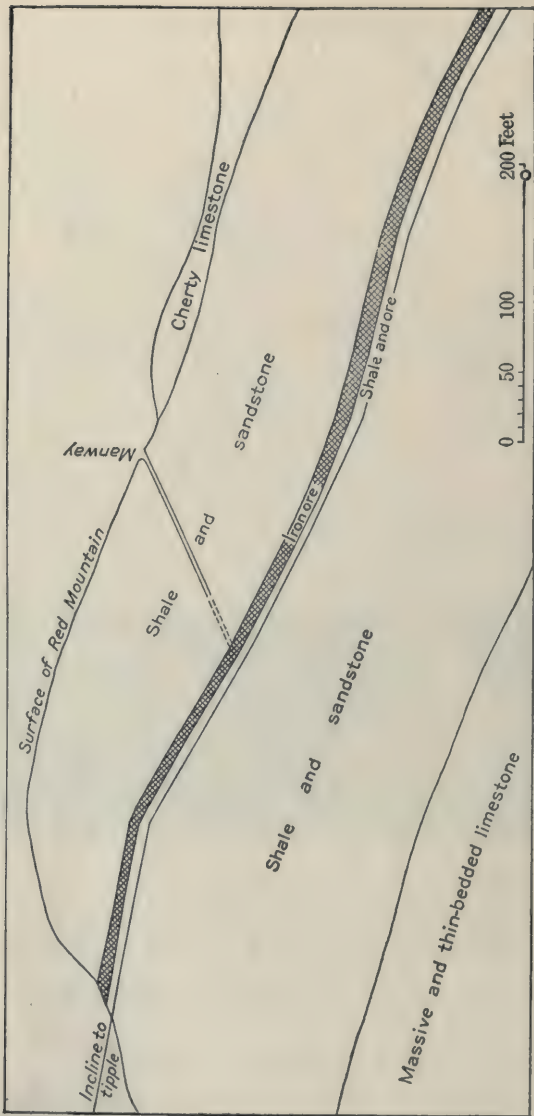 Surface of Red Mountain
Manway
Cherty limestone
Incline to
tipple
Shale and sandstone
Iron ore
Shale and ore
Shale and sandstone
Massive and thin-bedded limestone
0 50 100 200 Feet